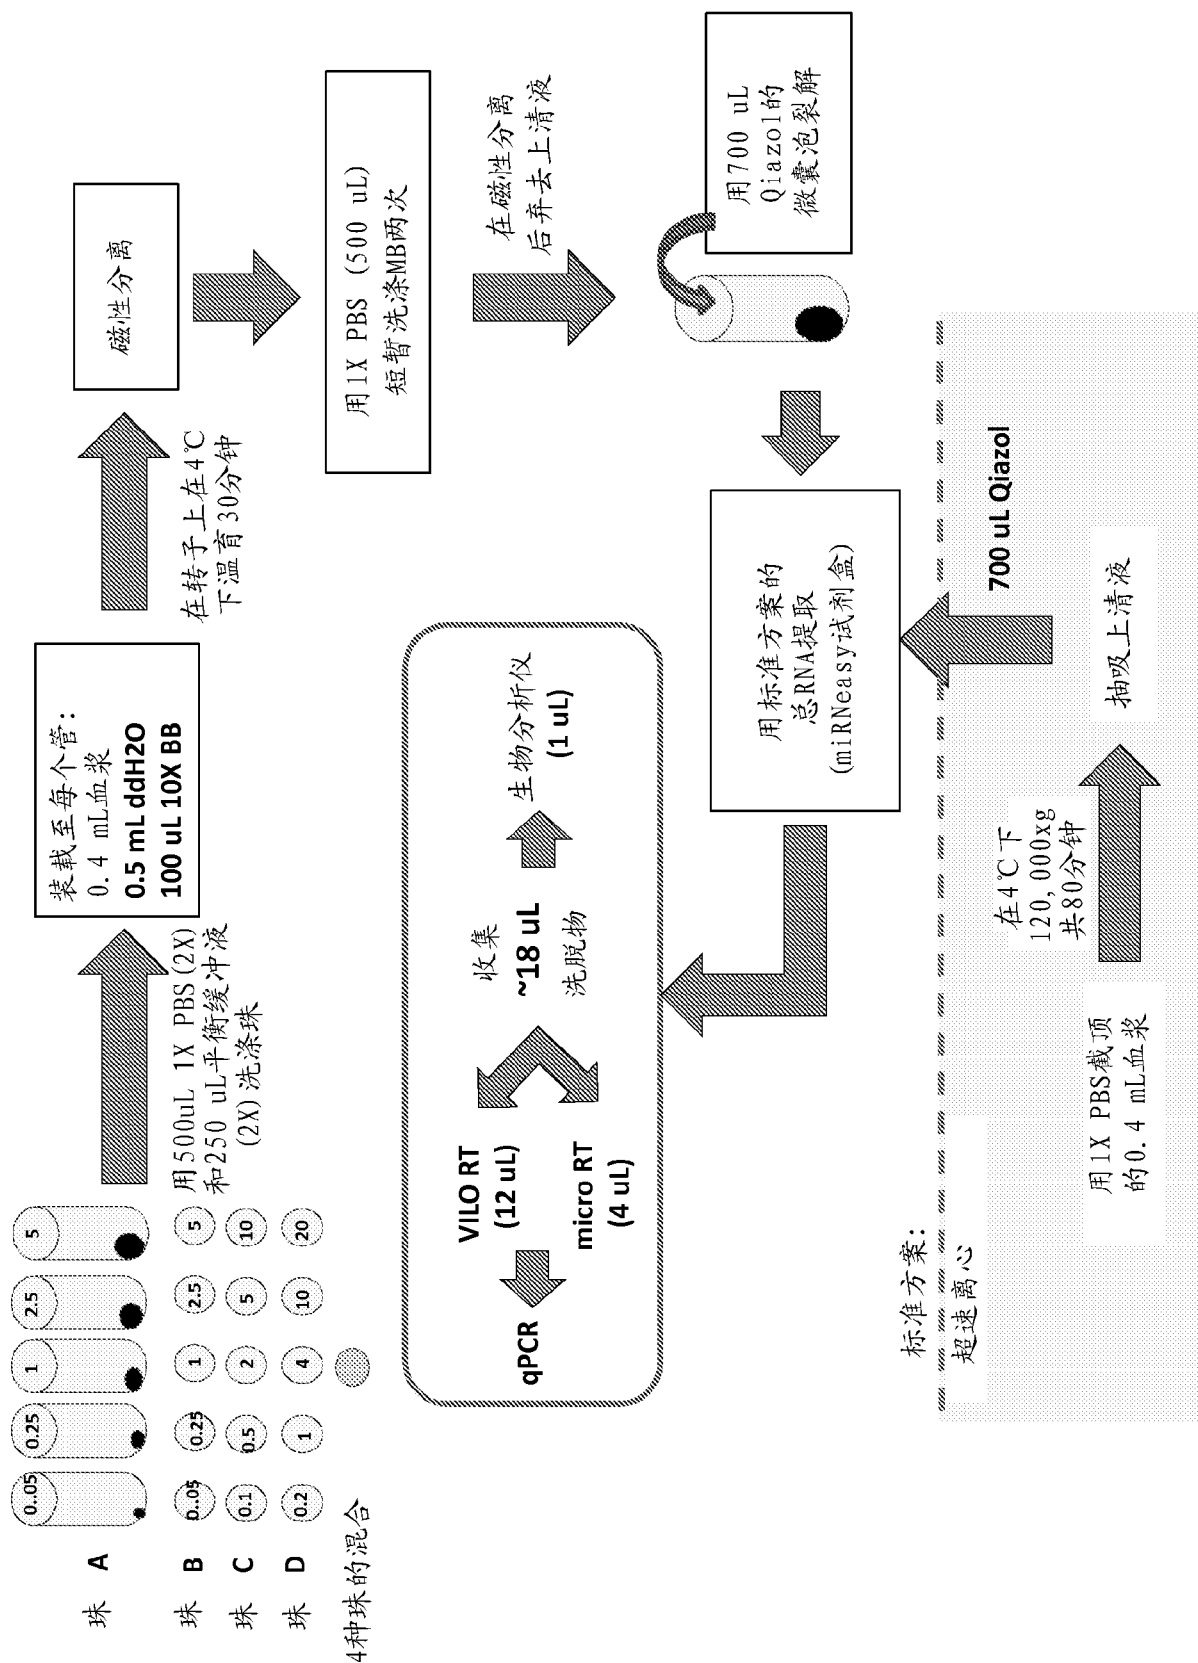 0..05
0.25
1
2.5
5
珠 A
珠 B
0..05
0.25
1
2.5
5
珠 C
0.1
0.5
2
5
10
珠 D
0.2
1
4
10
20
4种珠的混合
用500uL 1X PBS(2X)
和250 uL平衡缓冲液
(2X)洗涤珠
装载至每个管:
0.4 mL血浆
0.5 mL ddH2O
100 uL 10X BB
在转子上在4℃
下温育30分钟
磁性分离
用1X PBS (500 uL)
短暂洗涤MB两次
在磁性分离
后弃去上清液
用700 uL
Qiazol的
微囊泡裂解
用标准方案的
总RNA提取
(miRNeasy试剂盒)
收集
~18 uL
洗脱物
生物分析仪
(1 uL)
VILO RT
(12 uL)
micro RT
(4 uL)
qPCR
标准方案:
超速离心
用1X PBS截顶
的0.4 mL血浆
在4℃下
120,000xg
共80分钟
抽吸上清液
700 uL Qiazol